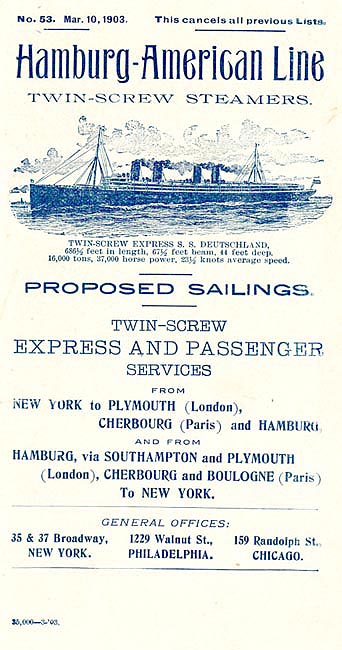 No. 53. Mar. 10, 1903. This cancels all previous Lists.
Hamburg-American Line
TWIN-SCREW STEAMERS.
TWIN-SCREW EXPRESS S. S. DEUTSCHLAND,
686½ feet in length, 67½ feet beam, 44 feet deep,
16,000 tons, 37,000 horse power, 23½ knots average speed.
PROPOSED SAILINGS.
TWIN-SCREW
EXPRESS AND PASSENGER
SERVICES
FROM
NEW YORK to PLYMOUTH (London),
CHERBOURG (Paris) and HAMBURG
AND FROM
HAMBURG, via SOUTHAMPTON and PLYMOUTH
(London), CHERBOURG and BOULOGNE (Paris)
To NEW YORK.
GENERAL OFFICES:
35 & 37 Broadway, 1229 Walnut St., 159 Randolph St.,
NEW YORK. PHILADELPHIA. CHICAGO.
35,000—3-'03.